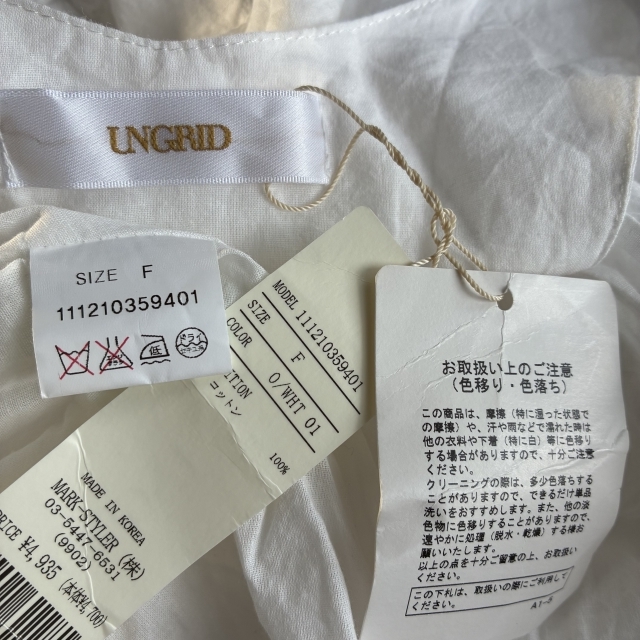 UNGRID
SIZE F
111210359401
低
ドライ
MODEL 111210359401
SIZE F
COLOR O/WHT 01
コットン 100%
MADE IN KOREA
MARK-STYLER (株)
03-5447-6531
(9902)
PRICE ¥4,935
お取扱い上のご注意
(色移り・色落ち)
この商品は、摩擦（特に湿った状態で
の摩擦）や、汗や雨などで濡れた時は
他の衣料や下着（特に白）等に色移り
する場合がありますので、十分ご注意
ください。
クリーニングの際は、多少色落ちする
ことがありますので、できるだけ単品
洗いをおすすめします。また、他の淡
色物に色移りすることがありますので、
速やかに処理（脱水・乾燥）する様お
願いいたします。
以上の点を十分ご留意の上、お取扱い
ください。
この下札は、取扱いの際にご利用して
ください。